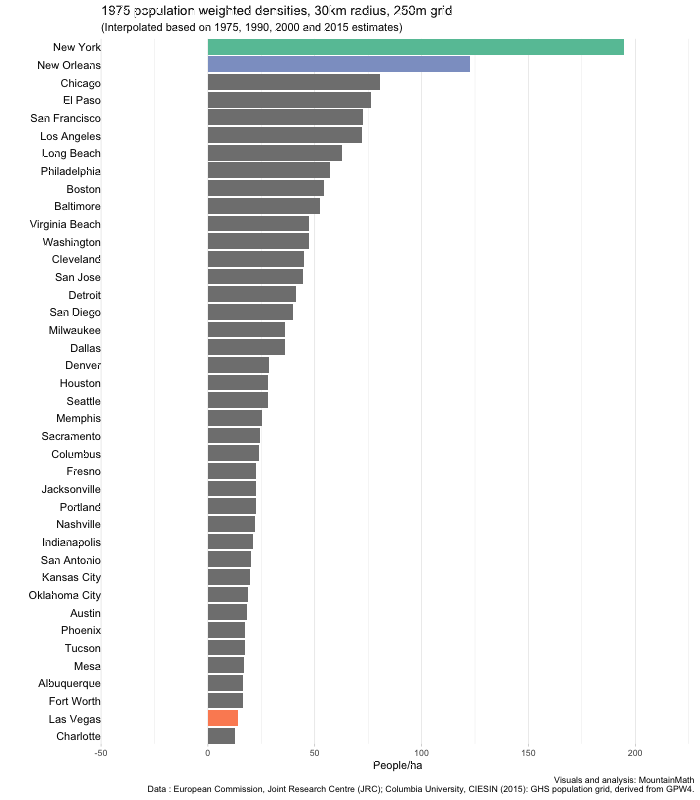 1975 population weighted densities, 30km radius, 250m grid
(Interpolated based on 1975, 1990, 2000 and 2015 estimates)
New York
New Orleans
Chicago
El Paso
San Francisco
Los Angeles
Long Beach
Philadelphia
Boston
Baltimore
Virginia Beach
Washington
Cleveland
San Jose
Detroit
San Diego
Milwaukee
Dallas
Denver
Houston
Seattle
Memphis
Sacramento
Columbus
Fresno
Jacksonville
Portland
Nashville
Indianapolis
San Antonio
Kansas City
Oklahoma City
Austin
Phoenix
Tucson
Mesa
Albuquerque
Fort Worth
Las Vegas
Charlotte
-50 0 50 100 150 200
People/ha
Visuals and analysis: MountainMath
Data : European Commission, Joint Research Centre (JRC); Columbia University, CIESIN (2015): GHS population grid, derived from GPW4.